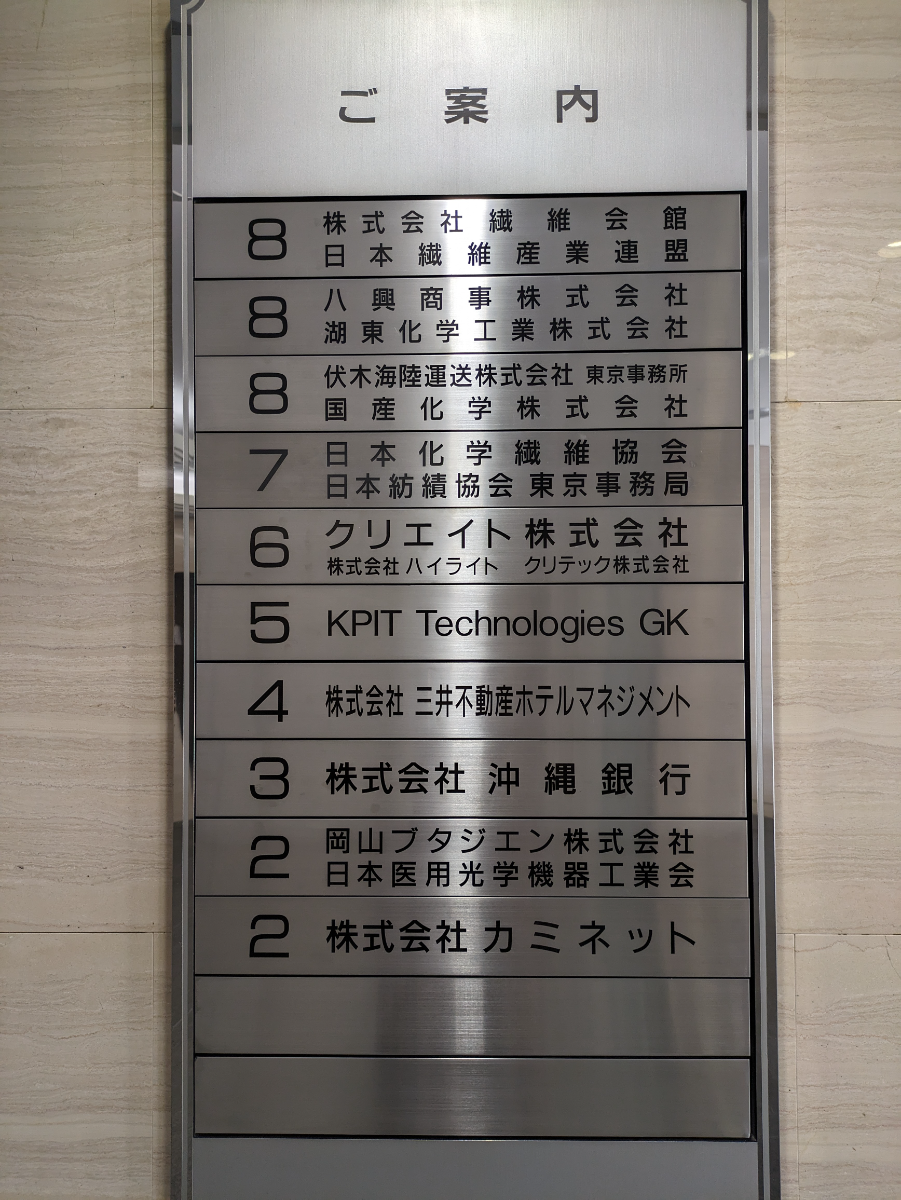 ご案内
8 株式会社繊維会館
日本繊維産業連盟
8 八興商事株式会社
湖東化学工業株式会社
8 伏木海陸運送株式会社 東京事務所
国産化学株式会社
7 日本化学繊維協会
日本紡績協会 東京事務局
6 クリエイト株式会社
株式会社ハイライト クリテック株式会社
5 KPIT Technologies GK
4 株式会社 三井不動産ホテルマネジメント
3 株式会社 沖縄銀行
2 岡山ブタジエン株式会社
日本医用光学機器工業会
2 株式会社カミネット